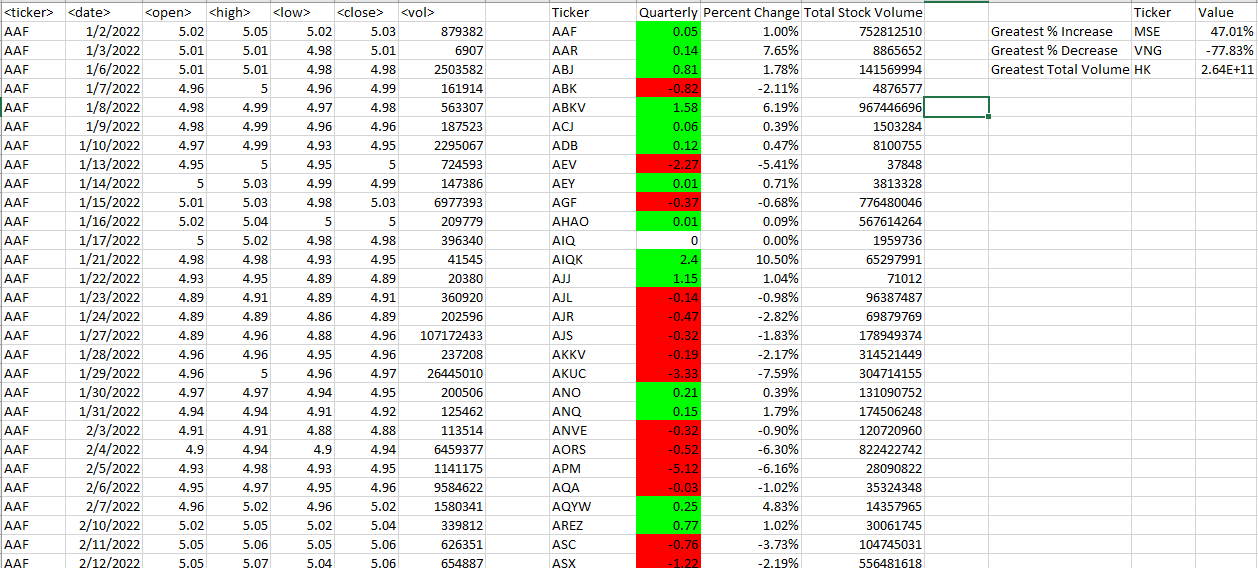 <ticker> <date> <open> <high> <low> <close> <vol> Ticker Quarterly Percent Change Total Stock Volume Ticker Value
AAF 1/2/2022 5.02 5.05 5.02 5.03 879382 AAF 0.05 1.00% 752812510 Greatest % Increase MSE 47.01%
AAF 1/3/2022 5.01 5.01 4.98 5.01 6907 AAR 0.14 7.65% 8865652 Greatest % Decrease VNG -77.83%
AAF 1/6/2022 5.01 5.01 4.98 4.98 2503582 ABJ 0.81 1.78% 141569994 Greatest Total Volume HK 2.64E+11
AAF 1/7/2022 4.96 5 4.96 4.99 161914 ABK -0.82 -2.11% 4876577
AAF 1/8/2022 4.98 4.99 4.97 4.98 563307 ABKV 1.58 6.19% 967446696
AAF 1/9/2022 4.98 4.99 4.96 4.96 187523 ACJ 0.06 0.39% 1503284
AAF 1/10/2022 4.97 4.99 4.93 4.95 2295067 ADB 0.12 0.47% 8100755
AAF 1/13/2022 4.95 5 4.95 5 724593 AEV -2.27 -5.41% 37848
AAF 1/14/2022 5 5.03 4.99 4.99 147386 AEY 0.01 0.71% 3813328
AAF 1/15/2022 5.01 5.03 4.98 5.03 6977393 AGF -0.37 -0.68% 776480046
AAF 1/16/2022 5.02 5.04 5 5 209779 AHAO 0.01 0.09% 567614264
AAF 1/17/2022 5 5.02 4.98 4.98 396340 AIQ 0 0.00% 1959736
AAF 1/21/2022 4.98 4.98 4.93 4.95 41545 AIQK 2.4 10.50% 65297991
AAF 1/22/2022 4.93 4.95 4.89 4.89 20380 AJJ 1.15 1.04% 71012
AAF 1/23/2022 4.89 4.91 4.89 4.91 360920 AJL -0.14 -0.98% 96387487
AAF 1/24/2022 4.89 4.89 4.86 4.89 202596 AJR -0.47 -2.82% 69879769
AAF 1/27/2022 4.89 4.96 4.88 4.96 107172433 AJS -0.32 -1.83% 178949374
AAF 1/28/2022 4.96 4.96 4.95 4.96 237208 AKKV -0.19 -2.17% 314521449
AAF 1/29/2022 4.96 5 4.96 4.97 26445010 AKUC -3.33 -7.59% 304714155
AAF 1/30/2022 4.97 4.97 4.94 4.95 200506 ANO 0.21 0.39% 131090752
AAF 1/31/2022 4.94 4.94 4.91 4.92 125462 ANQ 0.15 1.79% 174506248
AAF 2/3/2022 4.91 4.91 4.88 4.88 113514 ANVE -0.32 -0.90% 120720960
AAF 2/4/2022 4.9 4.94 4.9 4.94 6459377 AORS -0.52 -6.30% 822422742
AAF 2/5/2022 4.93 4.98 4.93 4.95 1141175 APM -5.12 -6.16% 28090822
AAF 2/6/2022 4.95 4.97 4.95 4.96 9584622 AQA -0.03 -1.02% 35324348
AAF 2/7/2022 4.96 5.02 4.96 5.02 1580341 AQYW 0.25 4.83% 14357965
AAF 2/10/2022 5.02 5.05 5.02 5.04 339812 AREZ 0.77 1.02% 30061745
AAF 2/11/2022 5.05 5.06 5.05 5.06 626351 ASC -0.76 -3.73% 104745031
AAF 2/12/2022 5.05 5.07 5.04 5.06 654887 ASX -1.22 -2.19% 556481618